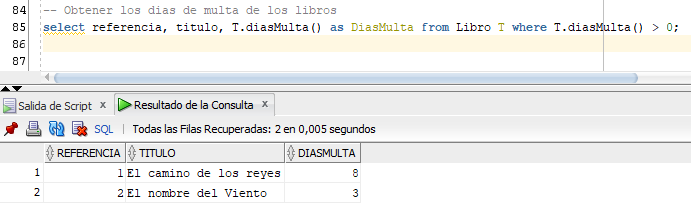 84 -- Obtener los dias de multa de los libros
85 select referencia, titulo, T.diasMulta() as DiasMulta from Libro T where T.diasMulta() > 0;
86
87
Salida de Script x Resultado de la Consulta x
SQL | Todas las Filas Recuperadas: 2 en 0,005 segundos
REFERENCIA TITULO DIASMULTA
1 1 El camino de los reyes 8
2 2 El nombre del Viento 3